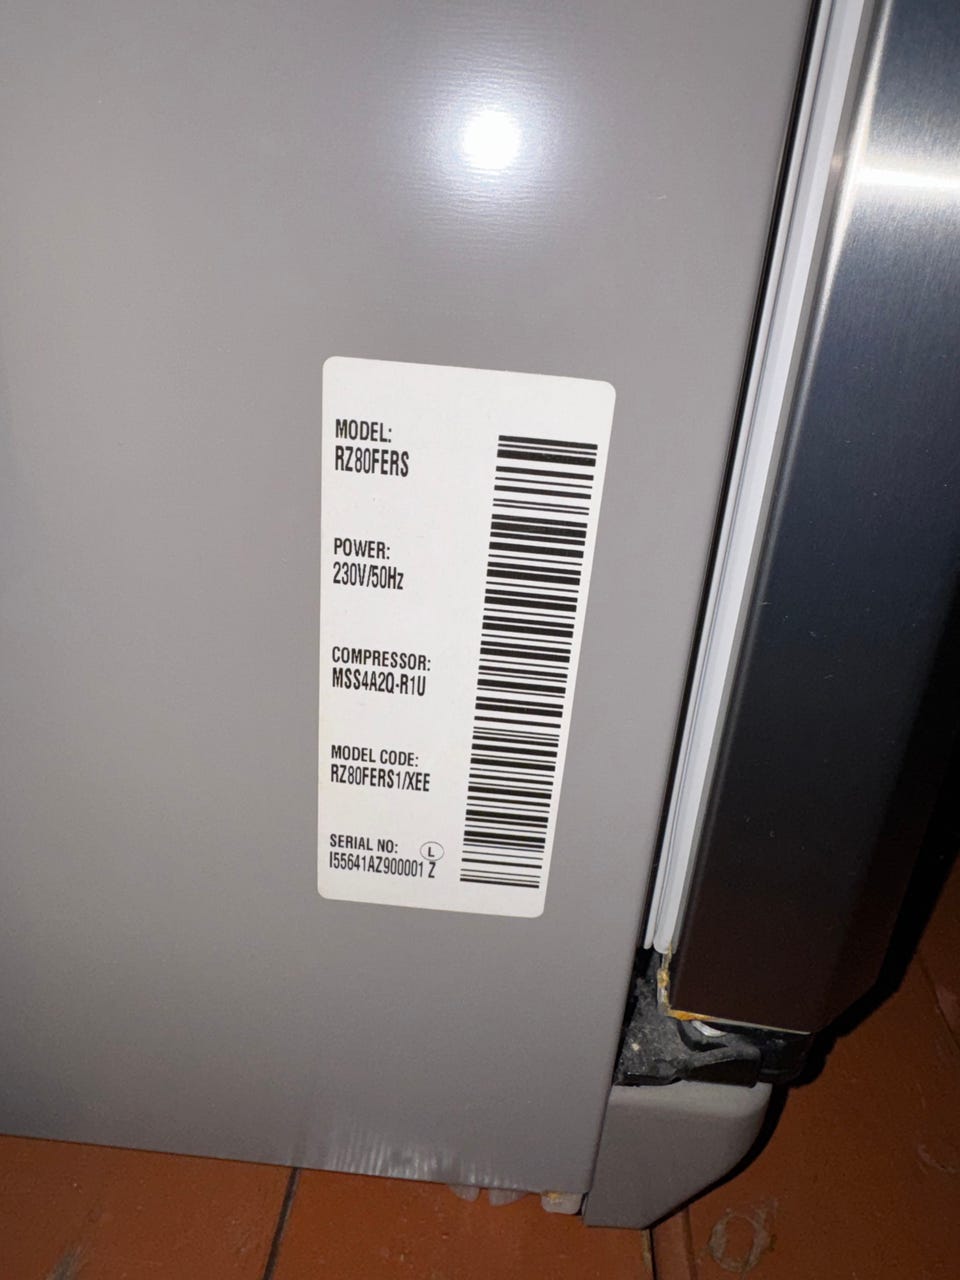 MODEL:
RZ80FERS
POWER:
230V/50Hz
COMPRESSOR:
MSS4A2Q-R1U
MODEL CODE:
RZ80FERS1/XEE
SERIAL NO: L
I55641AZ900001 Z